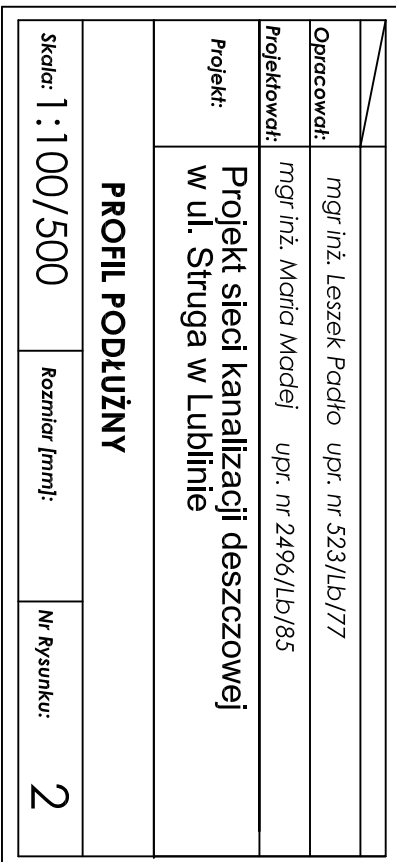 Opracował: mgr inż. Leszek Padło upr. nr 523/Lb/77
Projektował: mgr inż. Maria Madej upr. nr 2496/Lb/85
Projekt: Projekt sieci kanalizacji deszczowej
w ul. Struga w Lublinie
PROFIL PODŁUŻNY
Skala: 1:100/500 Rozmiar [mm]: Nr Rysunku: 2